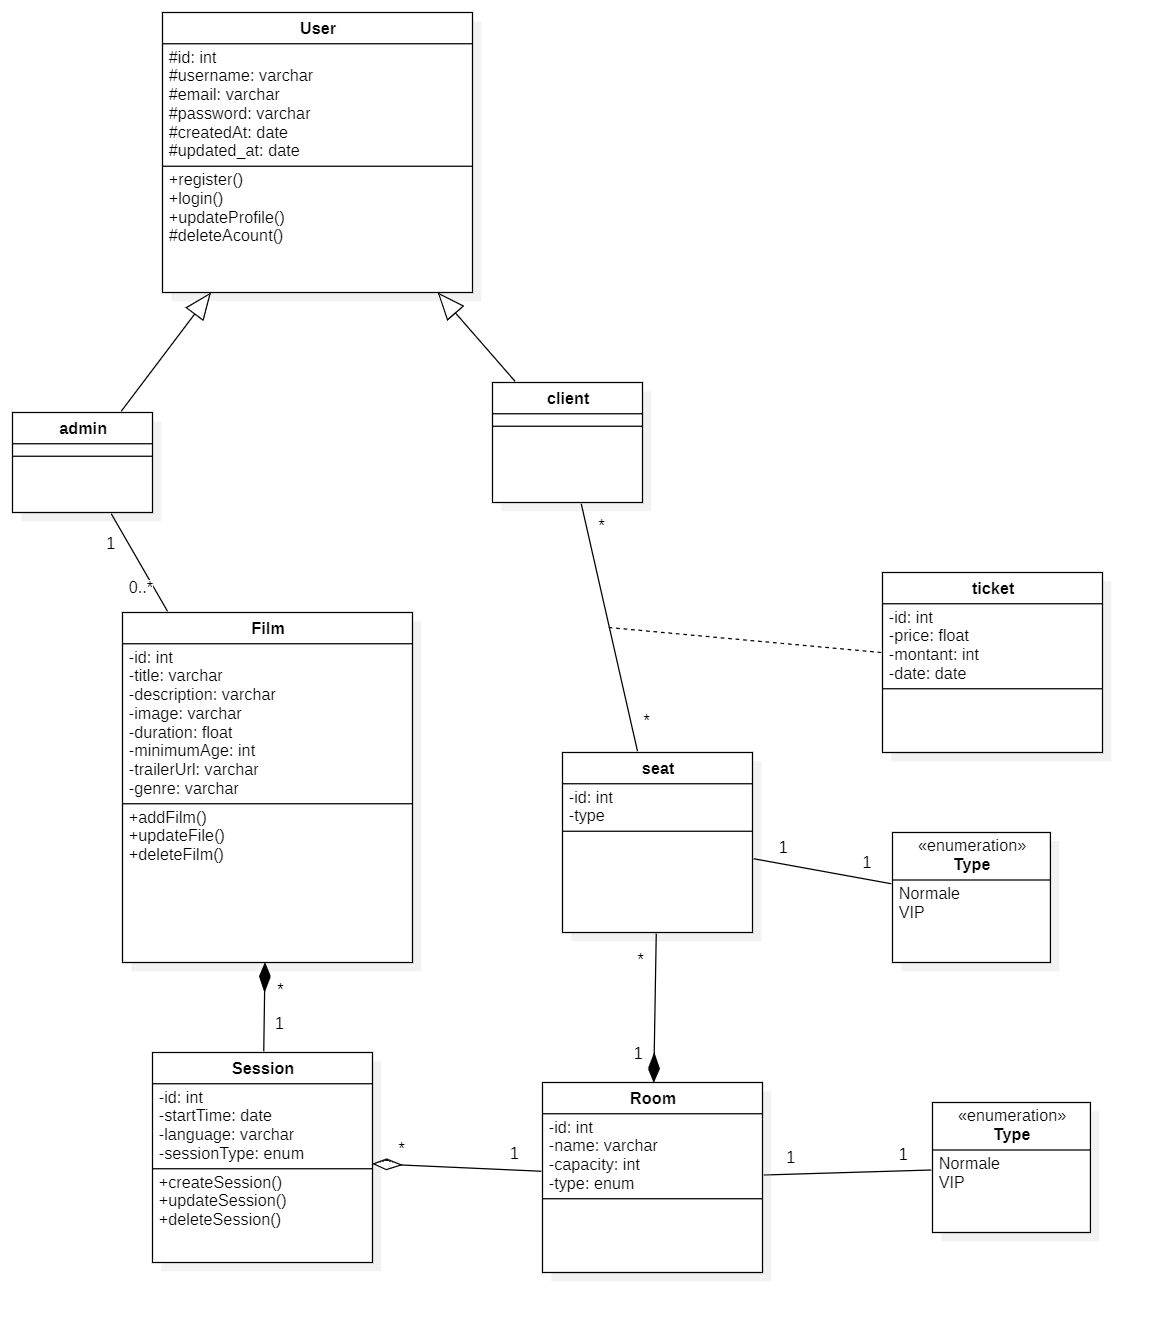 User
#id: int
#username: varchar
#email: varchar
#password: varchar
#createdAt: date
#updated_at: date
+register()
+login()
+updateProfile()
#deleteAcount()
admin
client
1
0..*
*
*
ticket
-id: int
-price: float
-montant: int
-date: date
Film
-id: int
-title: varchar
-description: varchar
-image: varchar
-duration: float
-minimumAge: int
-trailerUrl: varchar
-genre: varchar
+addFilm()
+updateFile()
+deleteFilm()
seat
-id: int
-type
1
1
«enumeration»
Type
Normale
VIP
*
1
*
1
Session
-id: int
-startTime: date
-language: varchar
-sessionType: enum
+createSession()
+updateSession()
+deleteSession()
*
1
Room
-id: int
-name: varchar
-capacity: int
-type: enum
1
1
«enumeration»
Type
Normale
VIP